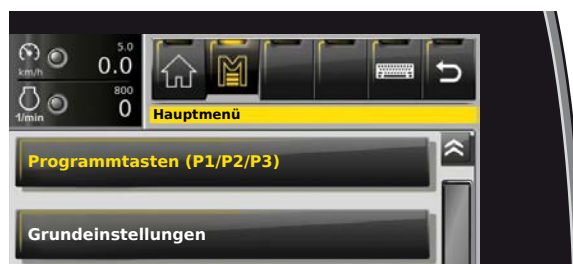 5.0
km/h 0.0
800
1/min 0
M
Hauptmenü
Programmtasten (P1/P2/P3)
Grundeinstellungen